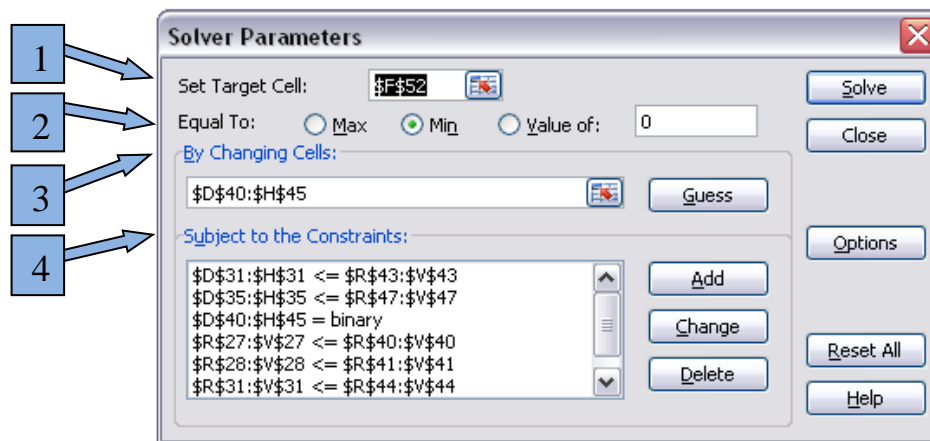 Solver Parameters
1
Set Target Cell: $F$52
Solve
2
Equal To: Max Min Value of: 0
Close
3
By Changing Cells:
$D$40:$H$45
Guess
4
Subject to the Constraints:
Options
$D$31:$H$31 <= $R$43:$V$43
$D$35:$H$35 <= $R$47:$V$47
$D$40:$H$45 = binary
$R$27:$V$27 <= $R$40:$V$40
$R$28:$V$28 <= $R$41:$V$41
$R$31:$V$31 <= $R$44:$V$44
Add
Change
Delete
Reset All
Help